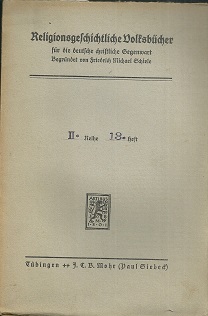 Religionsgeschichtliche Volksbücher
für die deutsche christliche Gegenwart
Begründet von Friedrich Michael Schiele
II. Reihe 13. Heft
Tübingen J. C. B. Mohr (Paul Siebeck)